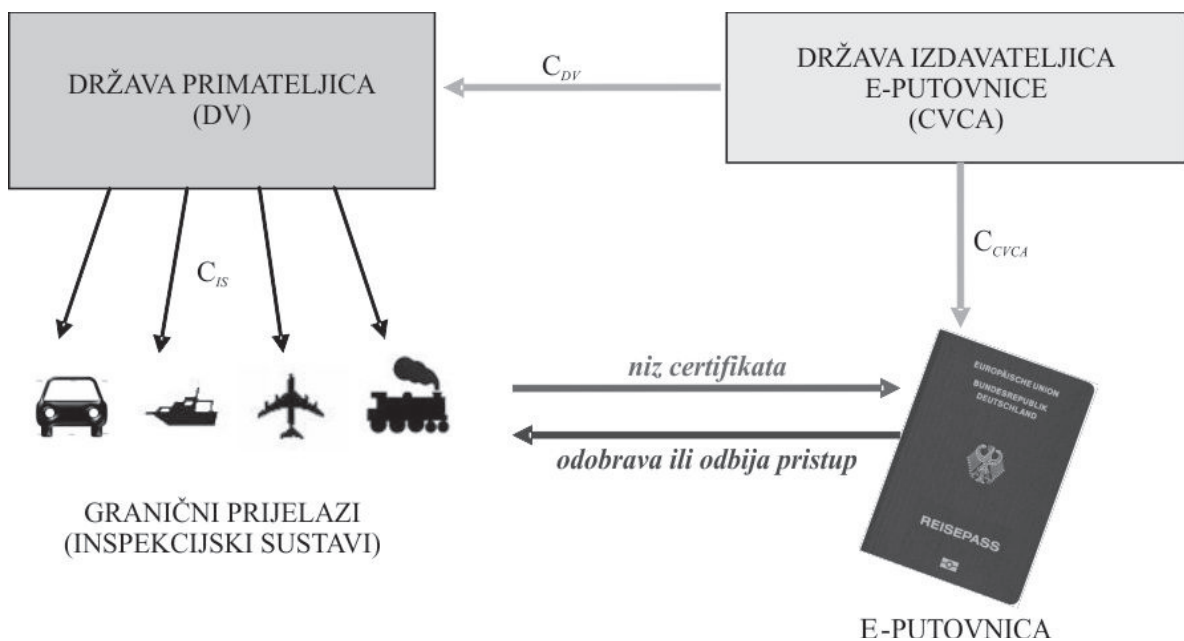 DRŽAVA PRIMATELJICA
(DV)
C_DV
DRŽAVA IZDAVATELJICA
E-PUTOVNICE
(CVCA)
C_IS
C_CVCA
niz certifikata
odobrava ili odbija pristup
GRANIČNI PRIJELAZI
(INSPEKCIJSKI SUSTAVI)
EUROPÄISCHE UNION
BUNDESREPUBLIK
DEUTSCHLAND
REISEPASS
E-PUTOVNICA